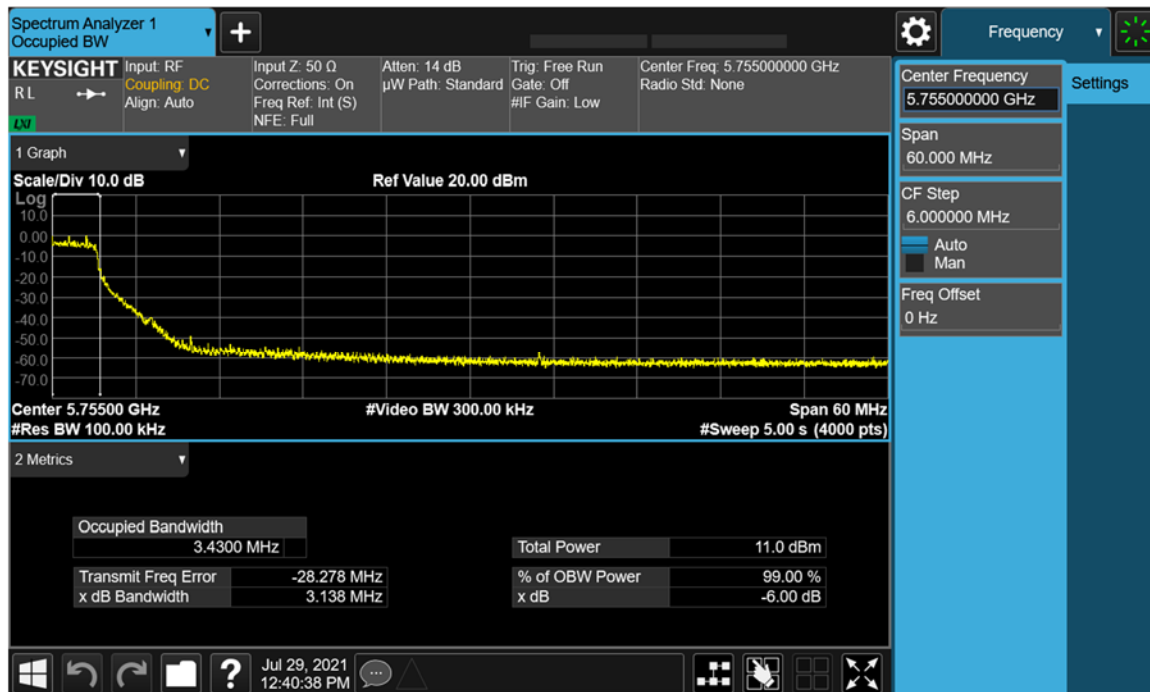 Spectrum Analyzer 1
Occupied BW
+
Frequency
KEYSIGHT
RL
LXI
Input: RF
Coupling: DC
Align: Auto
Input Z: 50 Ω
Corrections: On
Freq Ref: Int (S)
NFE: Full
Atten: 14 dB
µW Path: Standard
Trig: Free Run
Gate: Off
#IF Gain: Low
Center Freq: 5.755000000 GHz
Radio Std: None
Center Frequency
5.755000000 GHz
Settings
Span
60.000 MHz
CF Step
6.000000 MHz
Auto
Man
Freq Offset
0 Hz
1 Graph
Scale/Div 10.0 dB
Ref Value 20.00 dBm
Log
10.0
0.00
-10.0
-20.0
-30.0
-40.0
-50.0
-60.0
-70.0
Center 5.75500 GHz
#Video BW 300.00 kHz
Span 60 MHz
#Res BW 100.00 kHz
#Sweep 5.00 s (4000 pts)
2 Metrics
Occupied Bandwidth
3.4300 MHz
Total Power 11.0 dBm
Transmit Freq Error -28.278 MHz
% of OBW Power 99.00 %
x dB Bandwidth 3.138 MHz
x dB -6.00 dB
?
Jul 29, 2021
12:40:38 PM